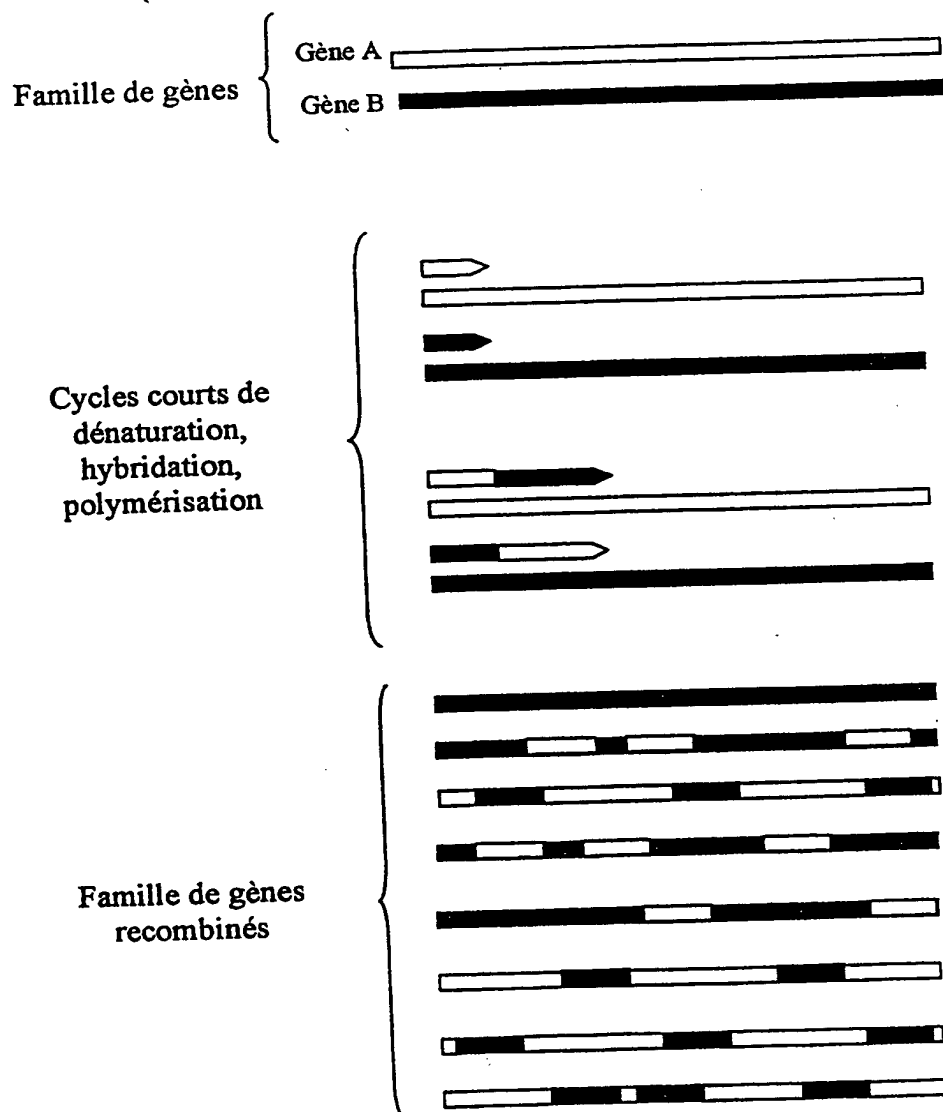 Famille de gènes
Gène A
Gène B
Cycles courts de
dénaturation,
hybridation,
polymérisation
Famille de gènes
recombinés